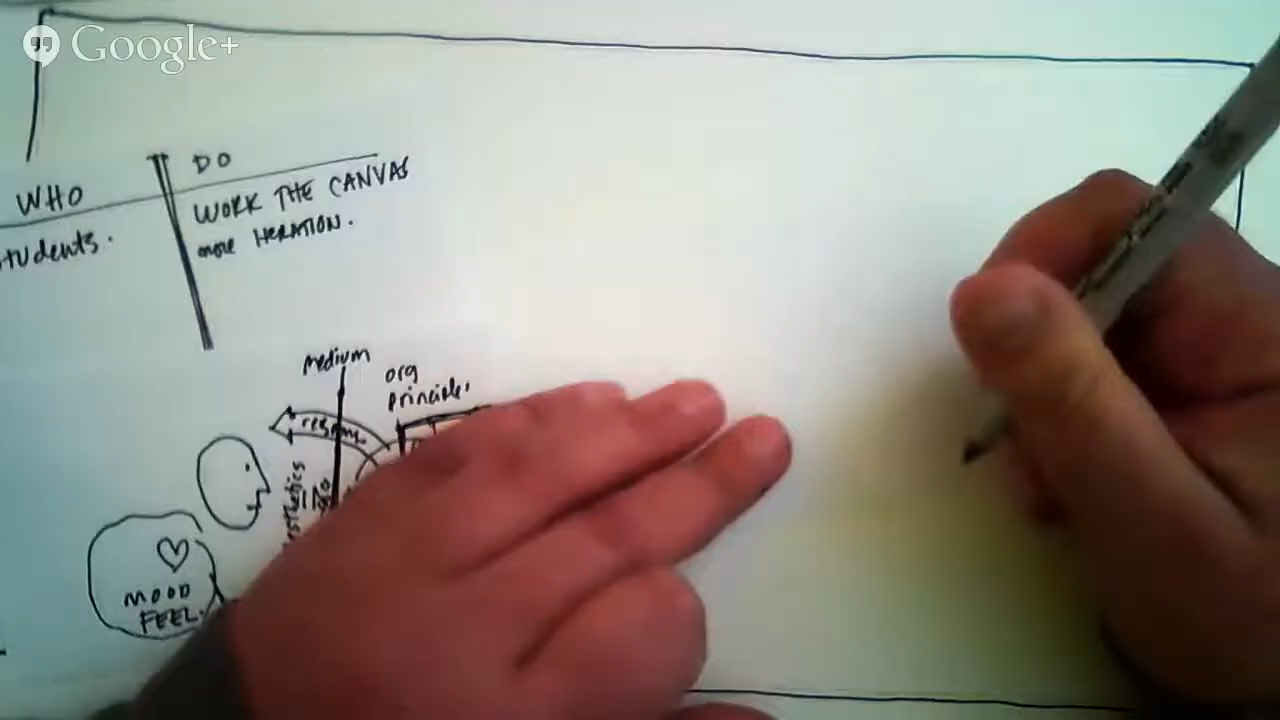 Google+
DO
WHO
WORK THE CANVAS
students.
more ITERATION.
medium
org
principles
MOOD
FEEL.